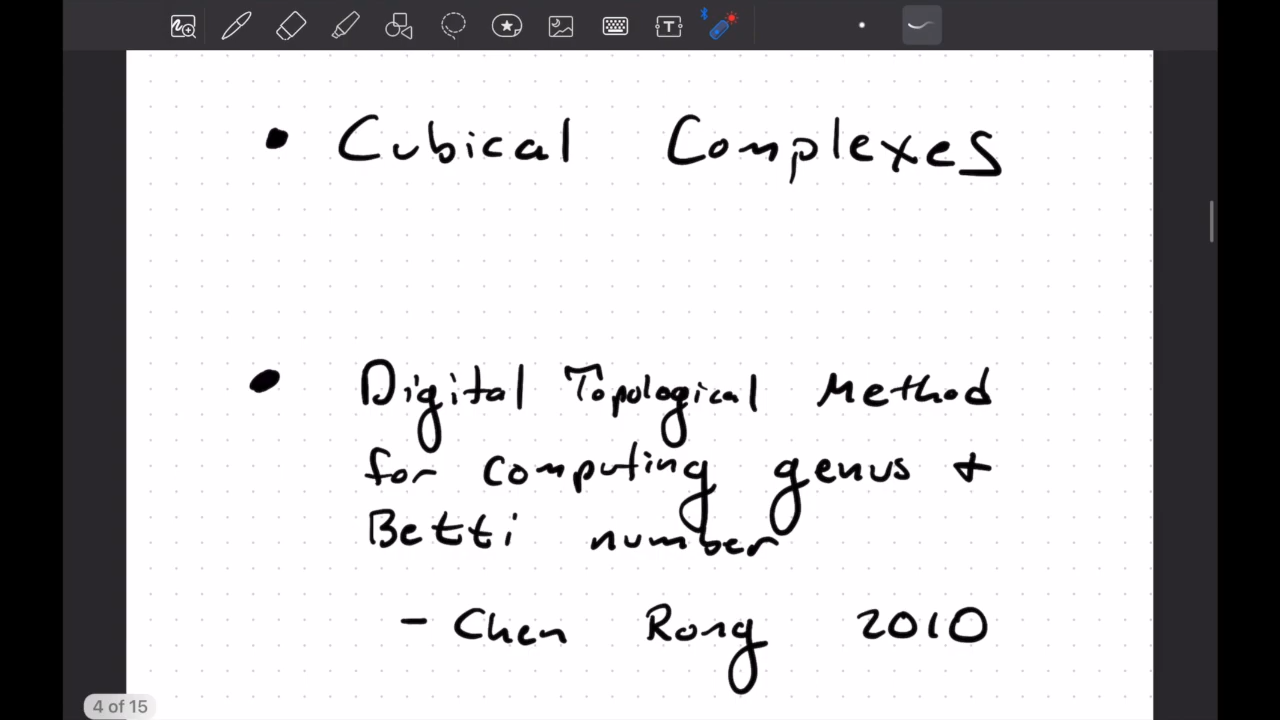 • Cubical Complexes
• Digital Topological Method
for computing genus +
Betti number
- Chen Rong 2010
4 of 15